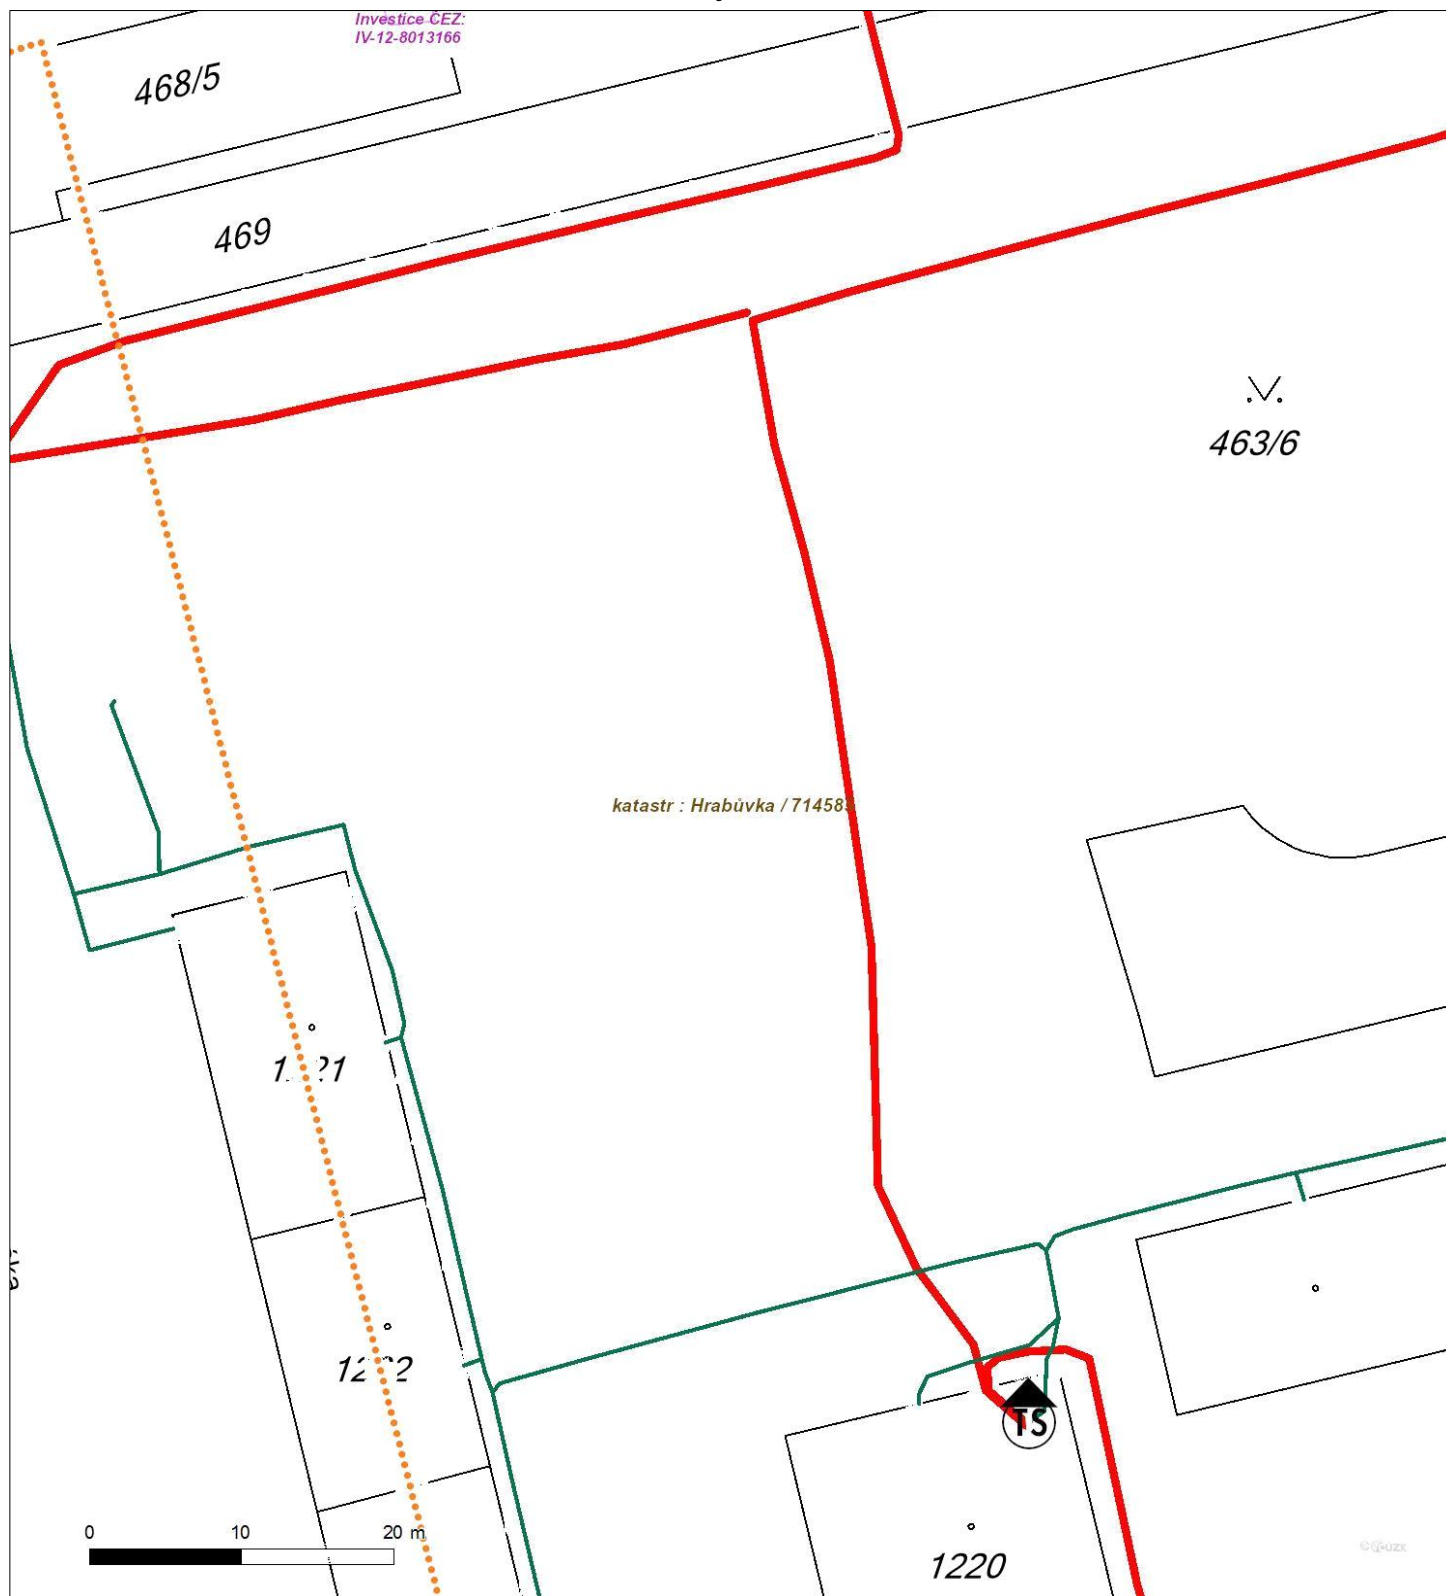 Investice ČEZ:
IV-12-8013166
468/5
469
463/6
katastr : Hrabůvka / 71458
TS
0 10 20 m
1220